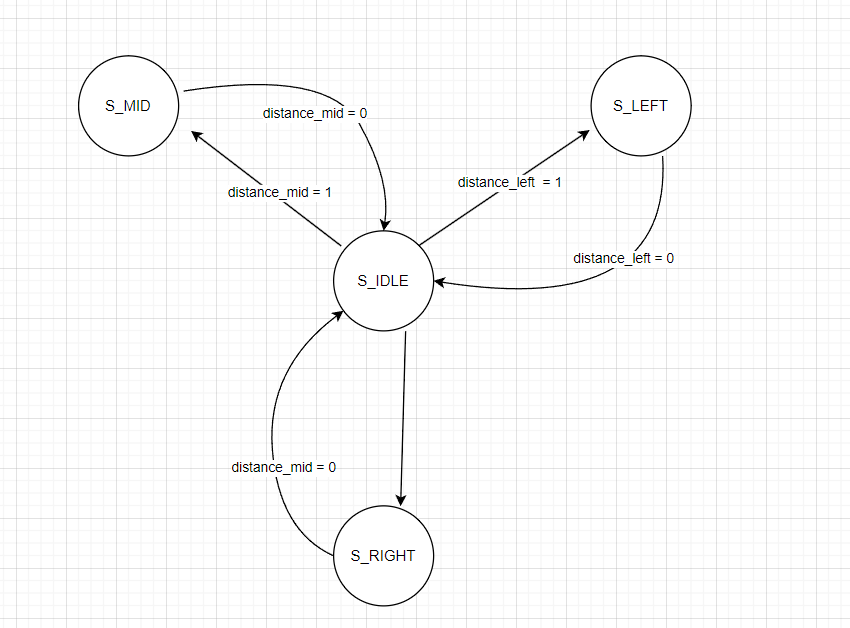 S_MID
S_LEFT
distance_mid = 0
distance_mid = 1
distance_left  = 1
distance_left = 0
S_IDLE
distance_mid = 0
S_RIGHT